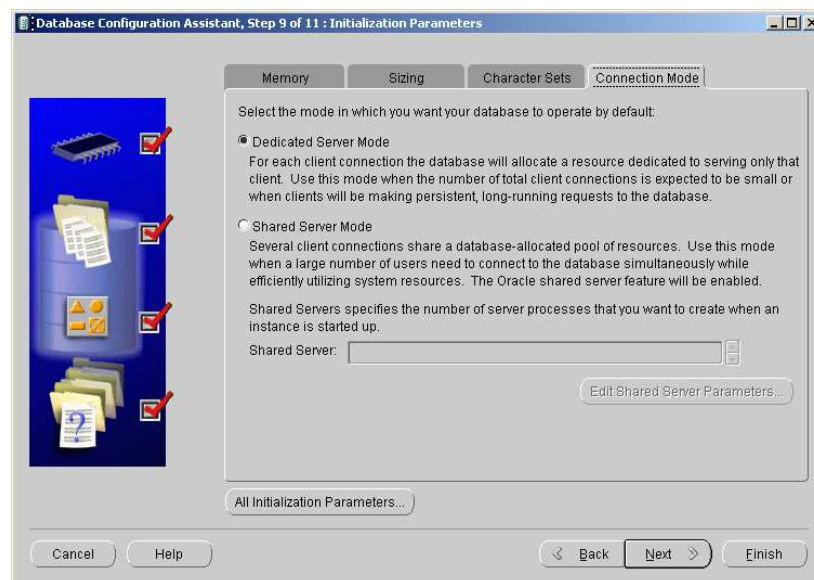 Database Configuration Assistant, Step 9 of 11 : Initialization Parameters
Memory
Sizing
Character Sets
Connection Mode
Select the mode in which you want your database to operate by default:
Dedicated Server Mode
For each client connection the database will allocate a resource dedicated to serving only that
client. Use this mode when the number of total client connections is expected to be small or
when clients will be making persistent, long-running requests to the database.
Shared Server Mode
Several client connections share a database-allocated pool of resources. Use this mode
when a large number of users need to connect to the database simultaneously while
efficiently utilizing system resources. The Oracle shared server feature will be enabled.
Shared Servers specifies the number of server processes that you want to create when an
instance is started up.
Shared Server:
Edit Shared Server Parameters...
?
All Initialization Parameters...
Cancel
Help
Back
Next
Finish